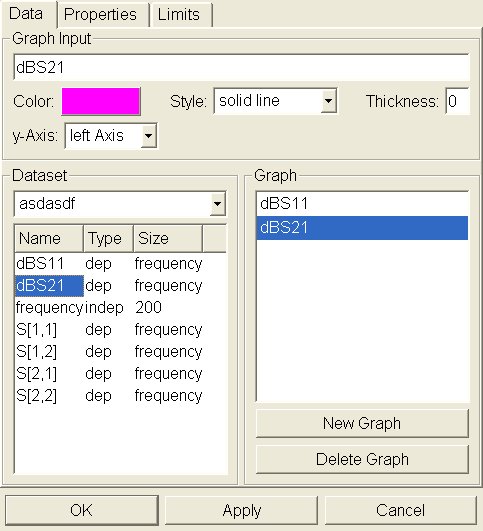 Data Properties Limits
Graph Input
dBS21
Color: Style: solid line Thickness: 0
y-Axis: left Axis
Dataset
asdasdf
Name Type Size
dBS11 dep frequency
dBS21 dep frequency
frequency indep 200
S[1,1] dep frequency
S[1,2] dep frequency
S[2,1] dep frequency
S[2,2] dep frequency
Graph
dBS11
dBS21
New Graph
Delete Graph
OK Apply Cancel